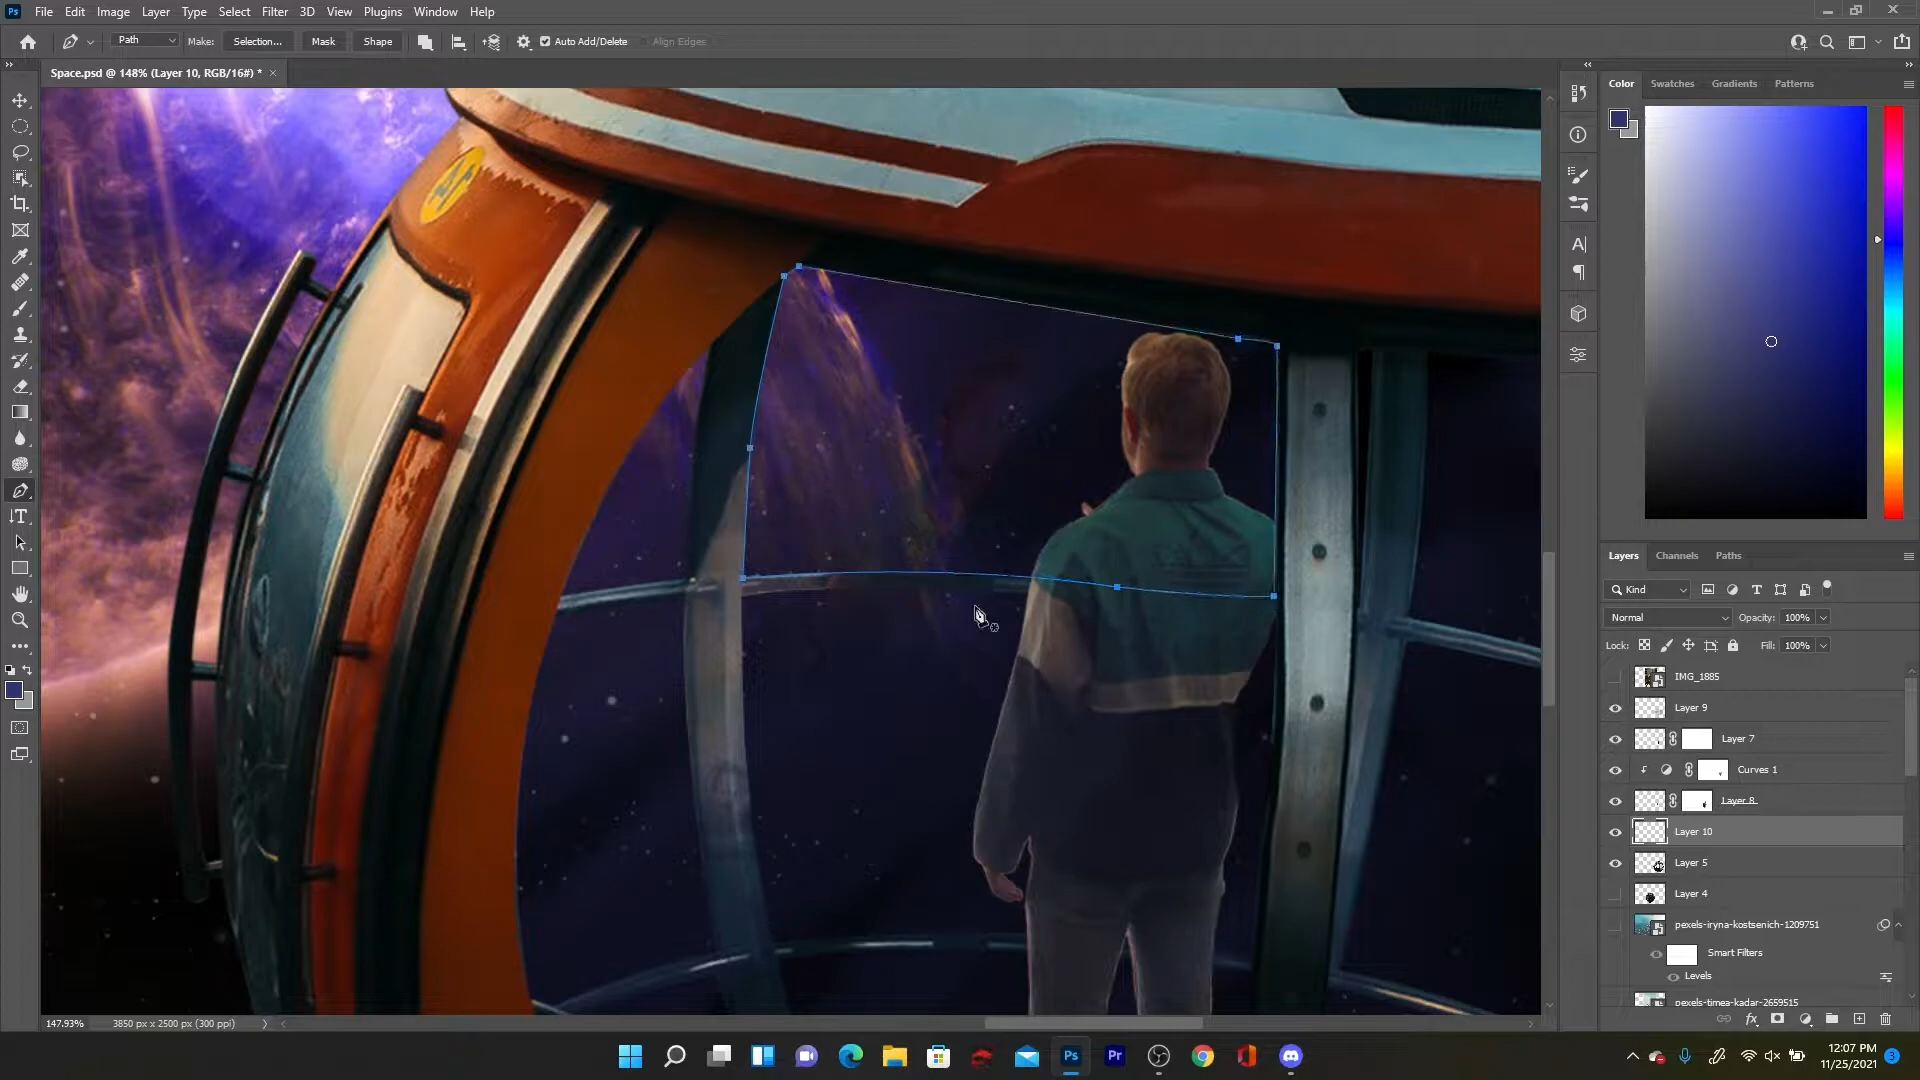 Ps File Edit Image Layer Type Select Filter 3D View Plugins Window Help
Path Make: Selection... Mask Shape Auto Add/Delete Align Edges
Space.psd @ 148% (Layer 10, RGB/16#) *
Color Swatches Gradients Patterns
Layers Channels Paths
Kind
Normal Opacity: 100%
Lock: Fill: 100%
IMG_1885
Layer 9
Layer 7
Curves 1
Layer 8
Layer 10
Layer 5
Layer 4
pexels-iryna-kostsenich-1209751
Smart Filters
Levels
pexels-timea-kadar-2659515
147.93% 3850 px x 2500 px (300 ppi)
Ps Pr
12:07 PM
11/25/2021 3